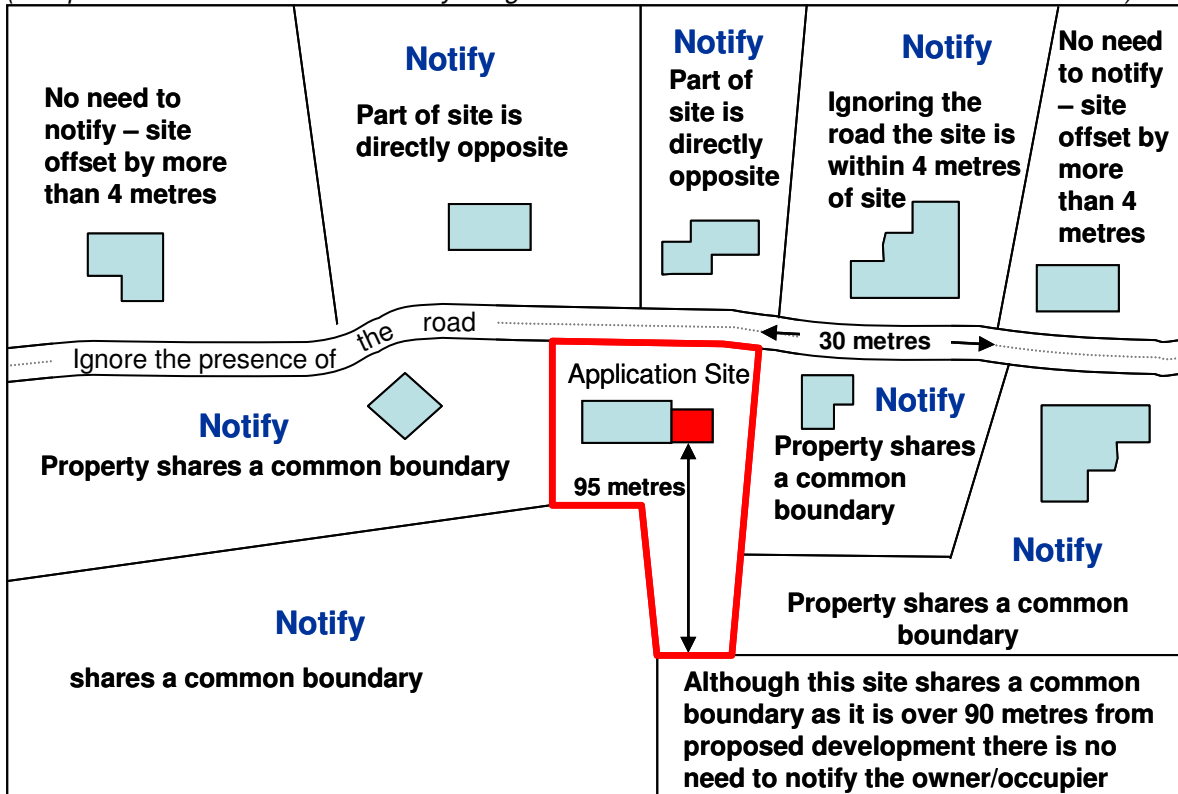 No need to
notify – site
offset by more
than 4 metres
Notify
Part of site is
directly opposite
Notify
Part of
site is
directly
opposite
Notify
Ignoring the
road the site is
within 4 metres
of site
No need
to notify
– site
offset by
more
than 4
metres
Ignore the presence of the road
30 metres
Application Site
95 metres
Notify
Property shares a common boundary
Notify
Property shares
a common
boundary
Notify
Property shares a common
boundary
Notify
shares a common boundary
Although this site shares a common
boundary as it is over 90 metres from
proposed development there is no
need to notify the owner/occupier